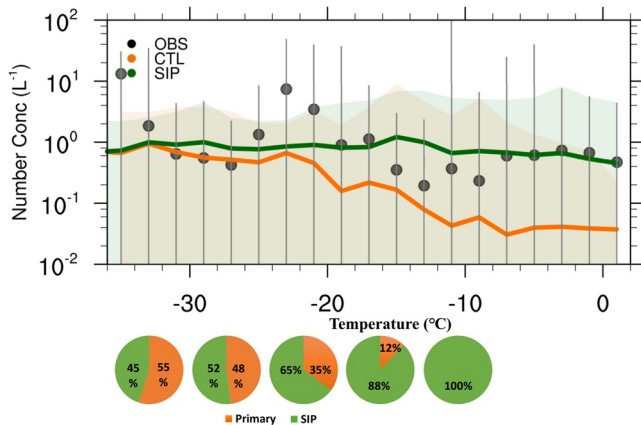 10²
OBS
CTL
SIP
10¹
10⁰
10⁻¹
10⁻²
Number Conc (L⁻¹)
-30 -20 -10 0
Temperature (°C)
45 % 55 %
52 % 48 %
65% 35%
12% 88%
100%
Primary SIP